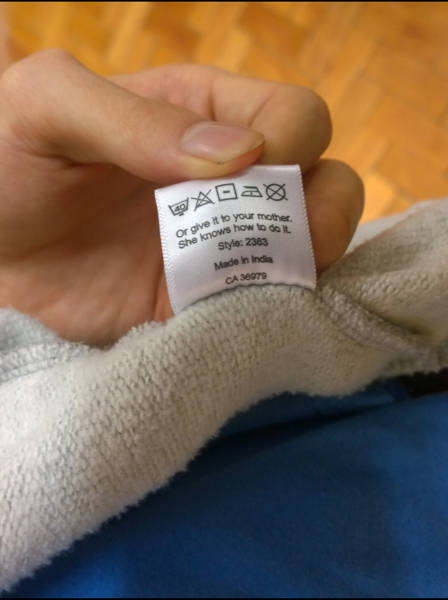 40
Or give it to your mother.
She knows how to do it.
Style: 2363
Made in India
CA 36979